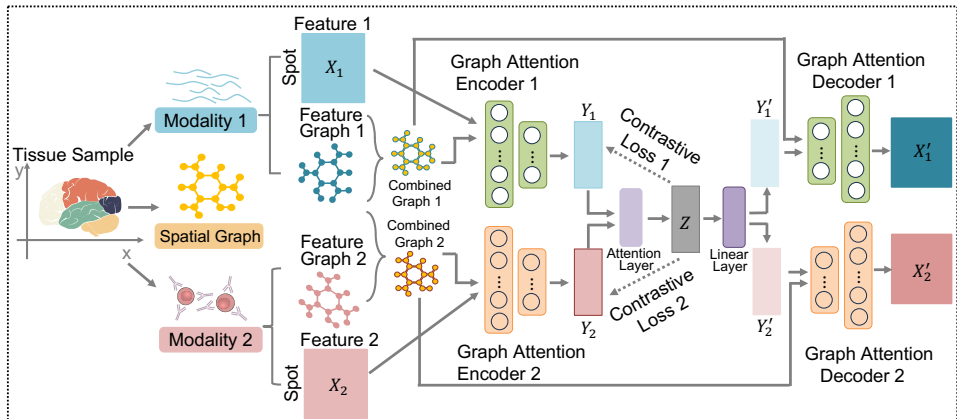 Tissue Sample
y
x
Modality 1
Spatial Graph
Modality 2
Feature 1
Spot
X₁
Feature
Graph 1
Feature
Graph 2
Feature 2
Spot
X₂
Combined
Graph 1
Combined
Graph 2
Graph Attention
Encoder 1
Graph Attention
Encoder 2
Y₁
Y₂
Contrastive
Loss 1
Attention
Layer
Z
Linear
Layer
Contrastive
Loss 2
Y₁′
Y₂′
Graph Attention
Decoder 1
X₁′
X₂′
Graph Attention
Decoder 2